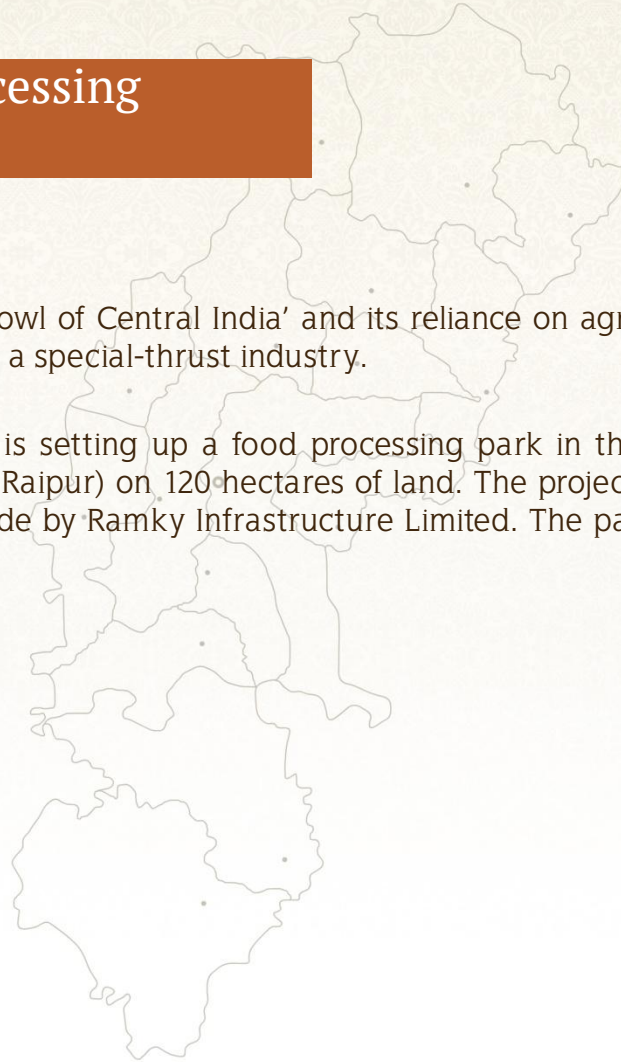 cessing
owl of Central India’ and its reliance on agr
a special-thrust industry.
is setting up a food processing park in th
Raipur) on 120 hectares of land. The projec
de by Ramky Infrastructure Limited. The pa